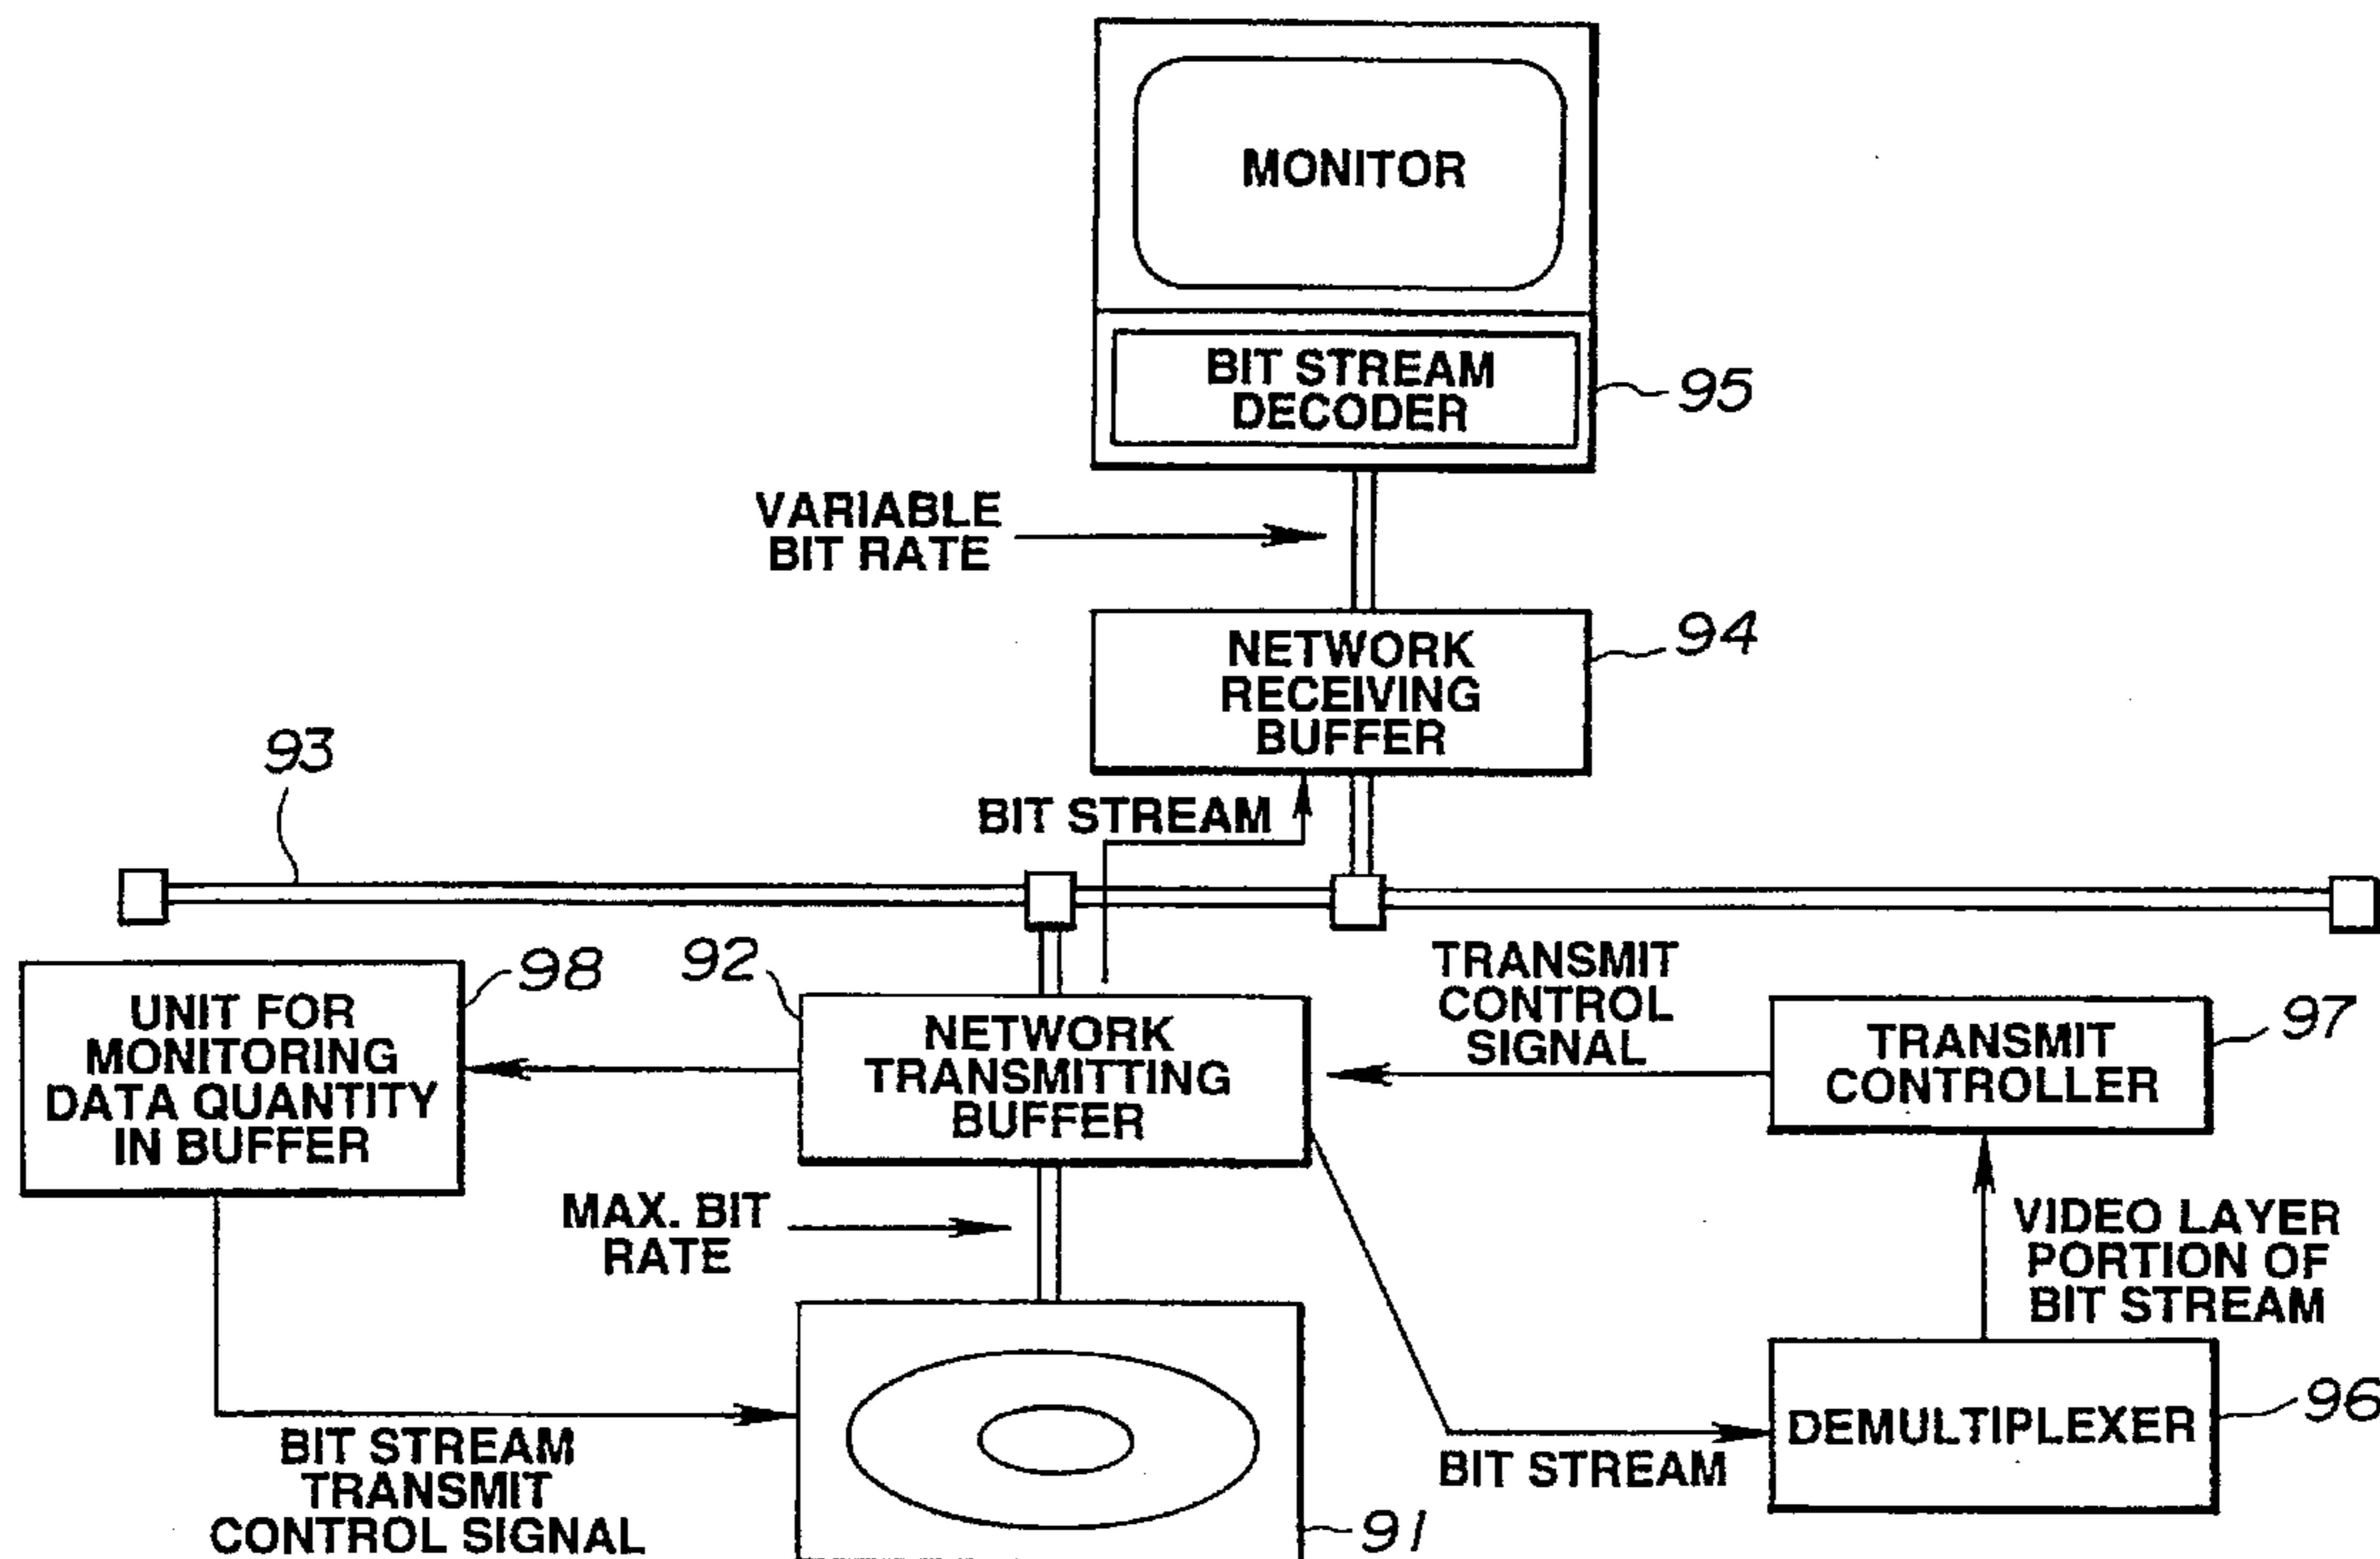 MONITOR
BIT STREAM
DECODER
95
VARIABLE
BIT RATE
NETWORK
RECEIVING
BUFFER
94
93
BIT STREAM
98
UNIT FOR
MONITORING
DATA QUANTITY
IN BUFFER
92
NETWORK
TRANSMITTING
BUFFER
TRANSMIT
CONTROL
SIGNAL
TRANSMIT
CONTROLLER
97
MAX. BIT
RATE
VIDEO LAYER
PORTION OF
BIT STREAM
BIT STREAM
TRANSMIT
CONTROL SIGNAL
91
BIT STREAM
DEMULTIPLEXER
96